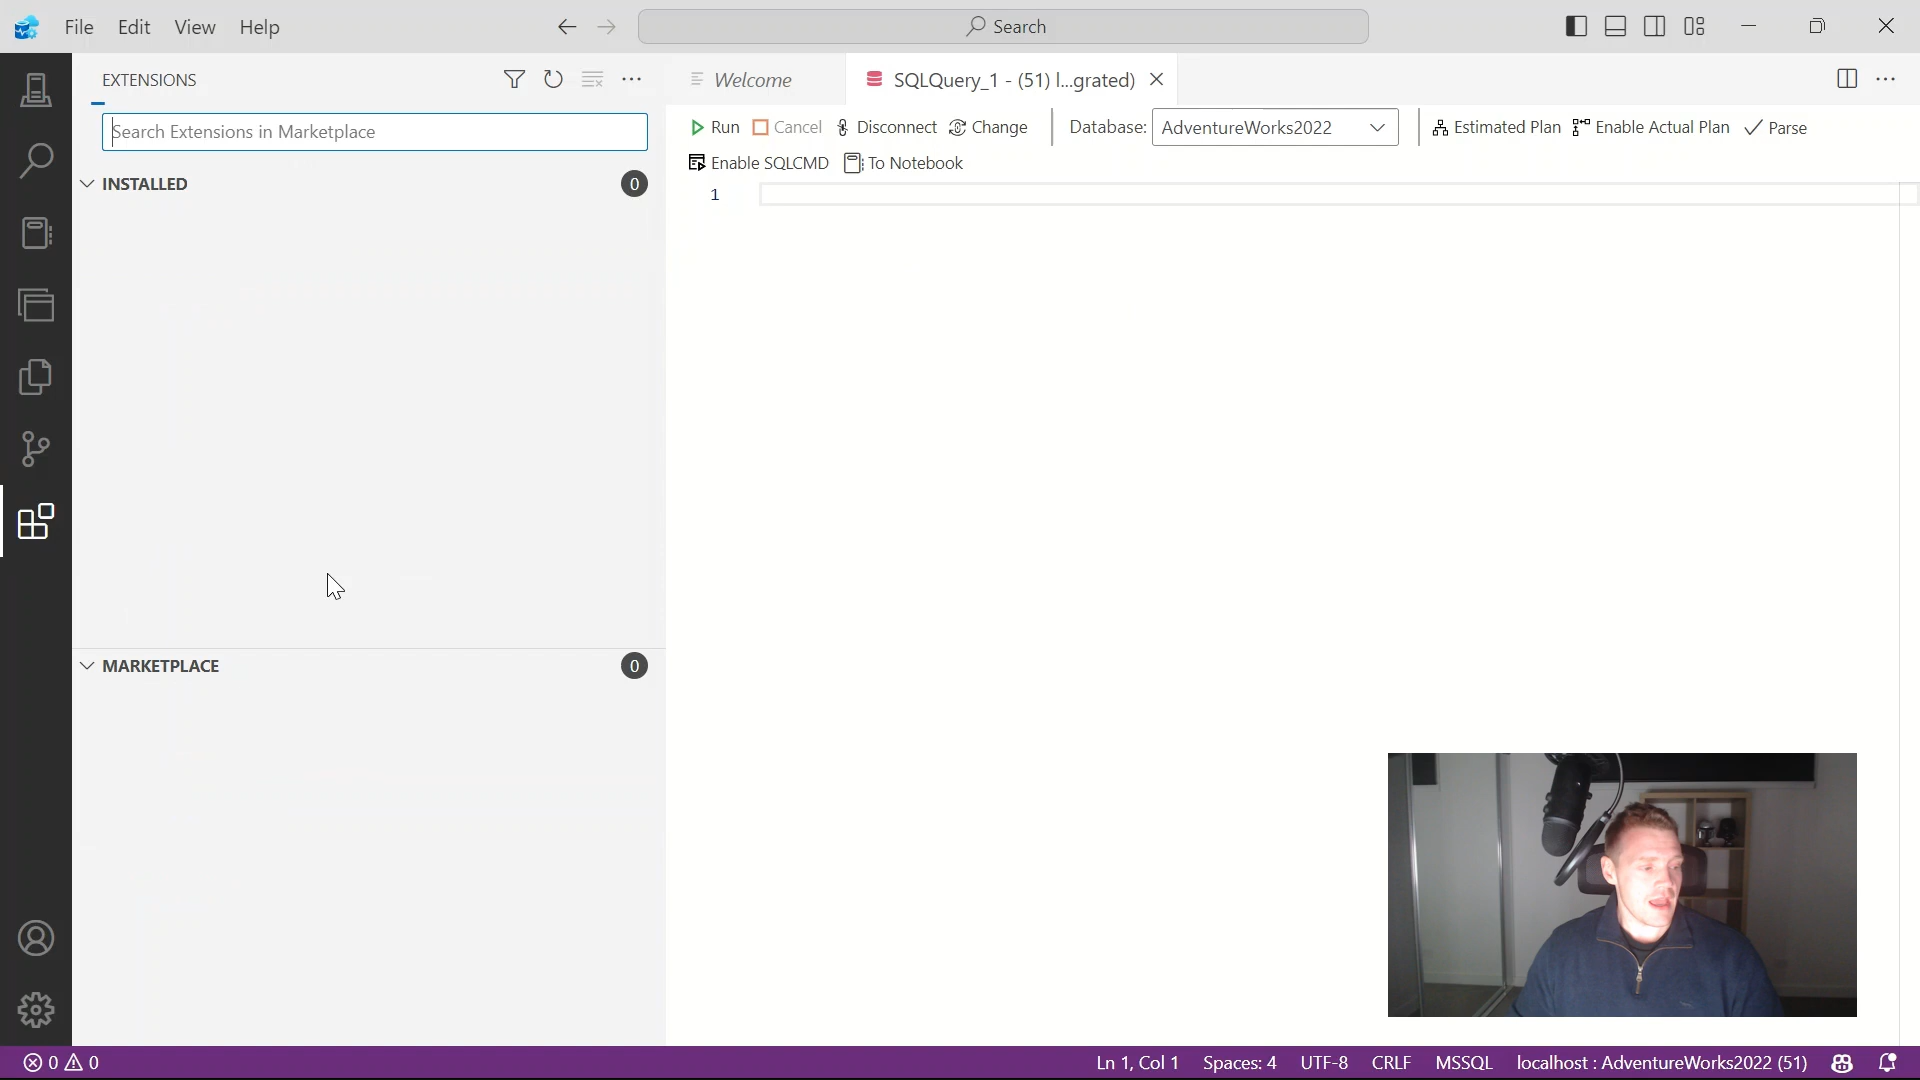 File Edit View Help
Search
EXTENSIONS
Search Extensions in Marketplace
INSTALLED 0
MARKETPLACE 0
Welcome
SQLQuery_1 - (51) l...grated)
Run Cancel Disconnect Change Database: AdventureWorks2022 Estimated Plan Enable Actual Plan Parse
Enable SQLCMD To Notebook
1
0 0 Ln 1, Col 1 Spaces: 4 UTF-8 CRLF MSSQL localhost : AdventureWorks2022 (51)